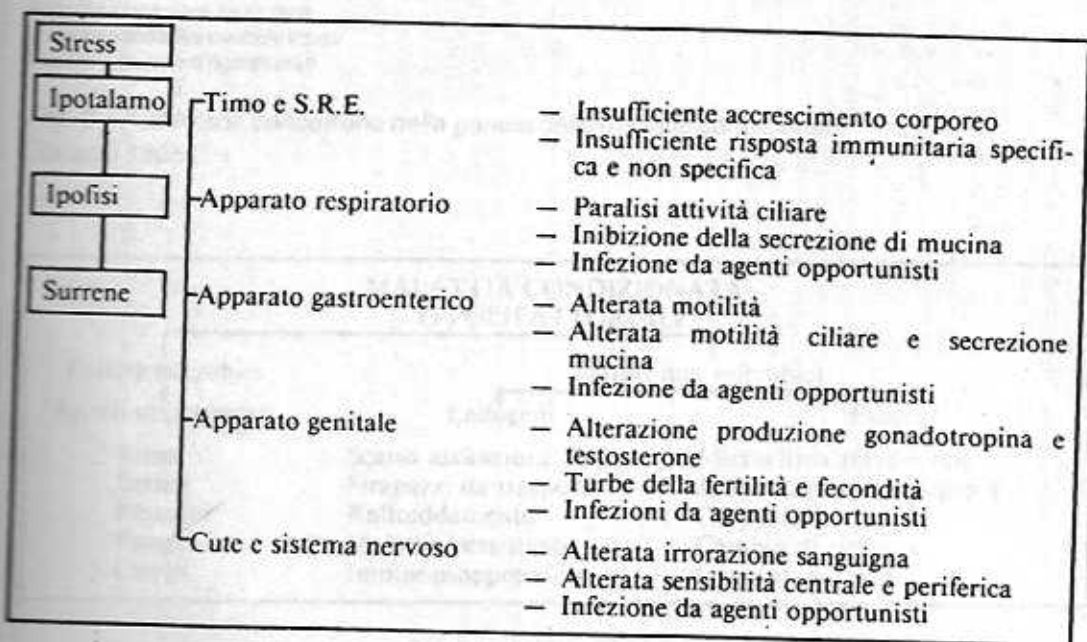 Stress
Ipotalamo
Ipofisi
Surrene
Timo e S.R.E.
— Insufficiente accrescimento corporeo
— Insufficiente risposta immunitaria specifi-
ca e non specifica
Apparato respiratorio
— Paralisi attività ciliare
— Inibizione della secrezione di mucina
— Infezione da agenti opportunisti
Apparato gastroenterico
— Alterata motilità
— Alterata motilità ciliare e secrezione
mucina
— Infezione da agenti opportunisti
Apparato genitale
— Alterazione produzione gonadotropina e
testosterone
— Turbe della fertilità e fecondità
— Infezioni da agenti opportunisti
Cute e sistema nervoso
— Alterata irrorazione sanguigna
— Alterata sensibilità centrale e periferica
— Infezione da agenti opportunisti